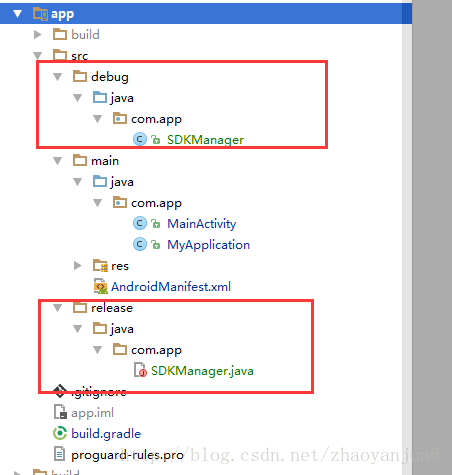 app
build
src
debug
java
com.app
SDKManager
main
java
com.app
MainActivity
MyApplication
res
AndroidManifest.xml
release
java
com.app
SDKManager.java
.gitignore
app.iml
build.gradle
proguard-rules.pro
http://blog.csdn.net/zhaoyanjun6
build